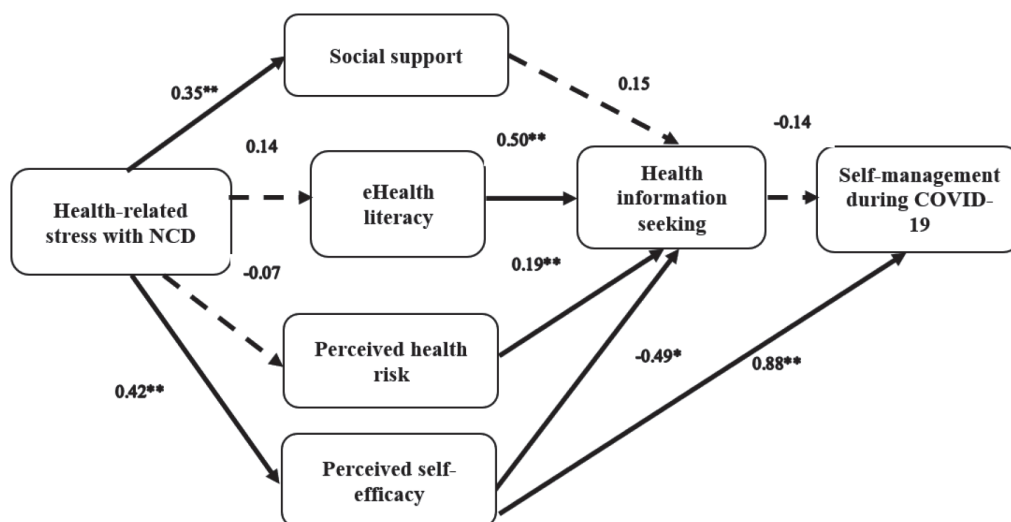 Social
support
0.35**
0.15
0.14
0.50**
-0.14
Health-related
stress with NCD
eHealth
literacy
Health
information
seeking
Self-management
during COVID-
19
-0.07
0.19**
Perceived health
risk
0.42**
-0.49*
0.88**
Perceived self-
efficacy